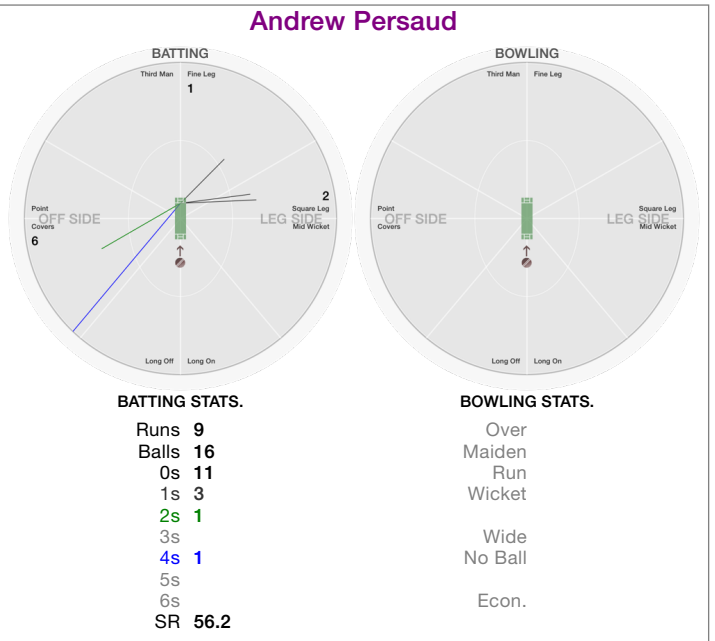 Andrew Persaud
BATTING
Third Man Fine Leg
1
2
Point
OFF SIDE
Covers
6
Square Leg
LEG SIDE
Mid Wicket
Long Off Long On
BOWLING
Third Man Fine Leg
Point
OFF SIDE
Covers
Square Leg
LEG SIDE
Mid Wicket
Long Off Long On
BATTING STATS.
Runs 9
Balls 16
0s 11
1s 3
2s 1
3s
4s 1
5s
6s
SR 56.2
BOWLING STATS.
Over
Maiden
Run
Wicket
Wide
No Ball
Econ.